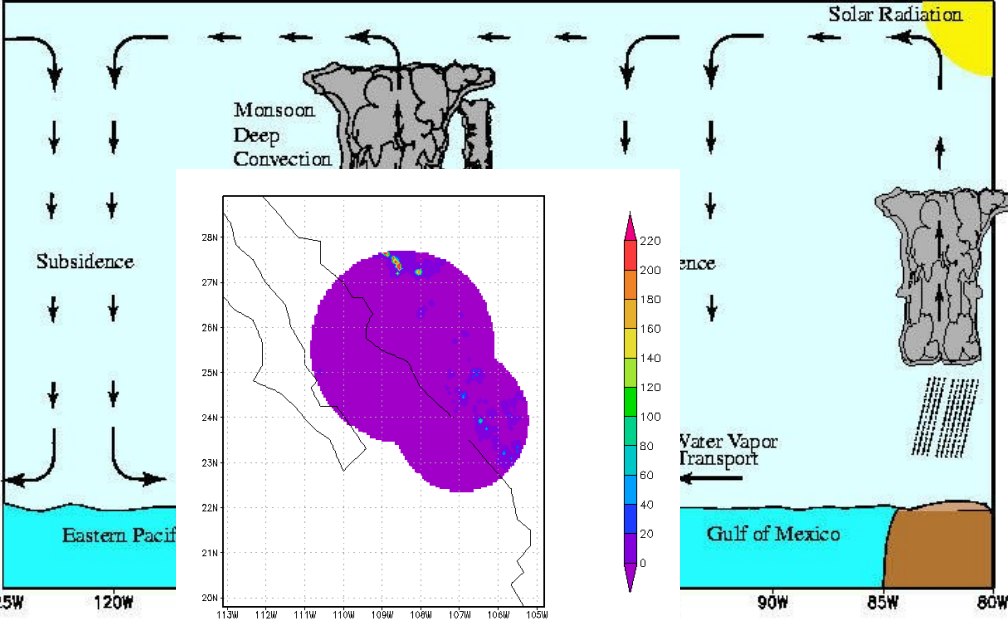 Solar Radiation
Monsoon
Deep
Convection
Subsidence
ence
Water Vapor
Transport
Eastern Pacif
Gulf of Mexico
28N
27N
26N
25N
24N
23N
22N
21N
20N
113W 112W 111W 110W 109W 108W 107W 106W 105W
220
200
180
160
140
120
100
80
60
40
20
0
25W 120W 90W 85W 80W